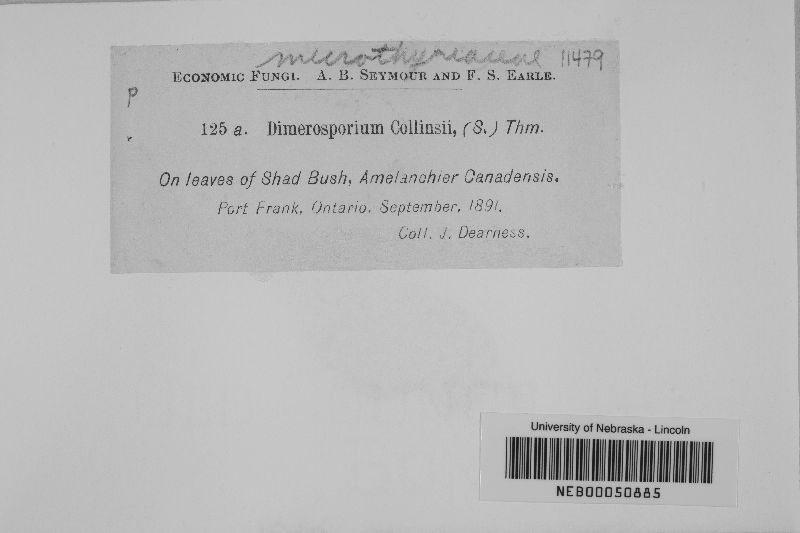 microthyriaceae 11479
ECONOMIC FUNGI. A. B. SEYMOUR AND F. S. EARLE.
P
125 a. Dimerosporium Collinsii, (S.) Thm.
On leaves of Shad Bush, Amelanchier Canadensis.
Port Frank, Ontario. September, 1891.
Coll. J. Dearness.
University of Nebraska - Lincoln
NEB00050885